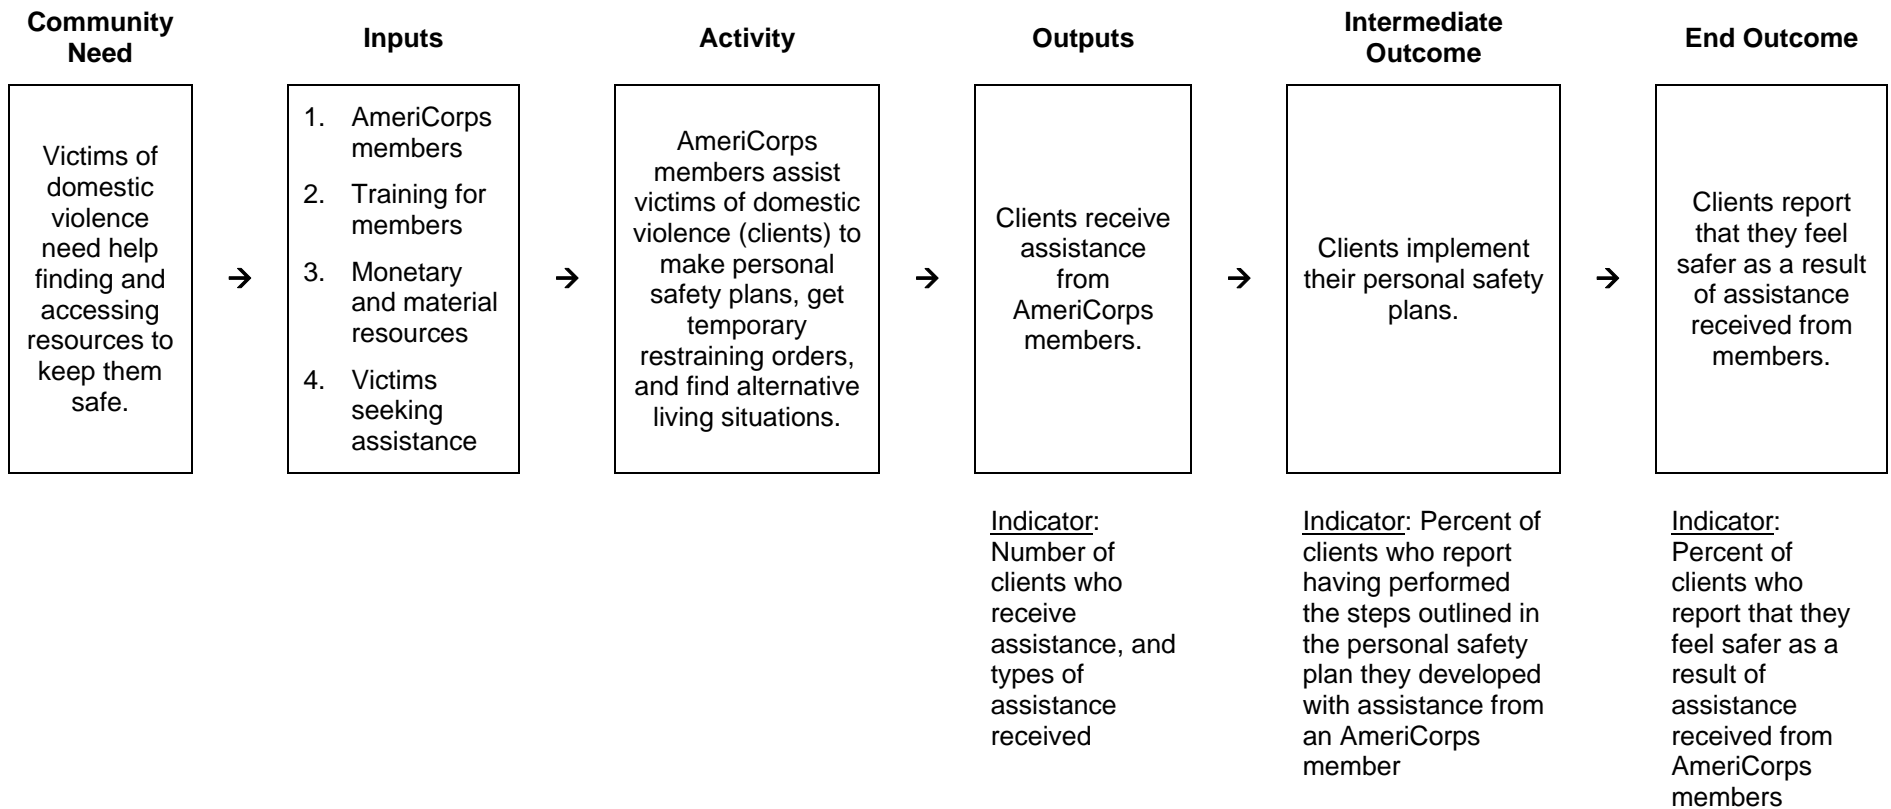 Community
Need
Inputs
Activity
Outputs
Intermediate
Outcome
End Outcome
Victims of
domestic
violence
need help
finding and
accessing
resources to
keep them
safe.
→
1. AmeriCorps
members
2. Training for
members
3. Monetary
and material
resources
4. Victims
seeking
assistance
→
AmeriCorps
members assist
victims of domestic
violence (clients) to
make personal
safety plans, get
temporary
restraining orders,
and find alternative
living situations.
→
Clients receive
assistance
from
AmeriCorps
members.
→
Clients implement
their personal safety
plans.
→
Clients report
that they feel
safer as a result
of assistance
received from
members.
Indicator:
Number of
clients who
receive
assistance, and
types of
assistance
received
Indicator: Percent of
clients who report
having performed
the steps outlined in
the personal safety
plan they developed
with assistance from
an AmeriCorps
member
Indicator:
Percent of
clients who
report that they
feel safer as a
result of
assistance
received from
AmeriCorps
members